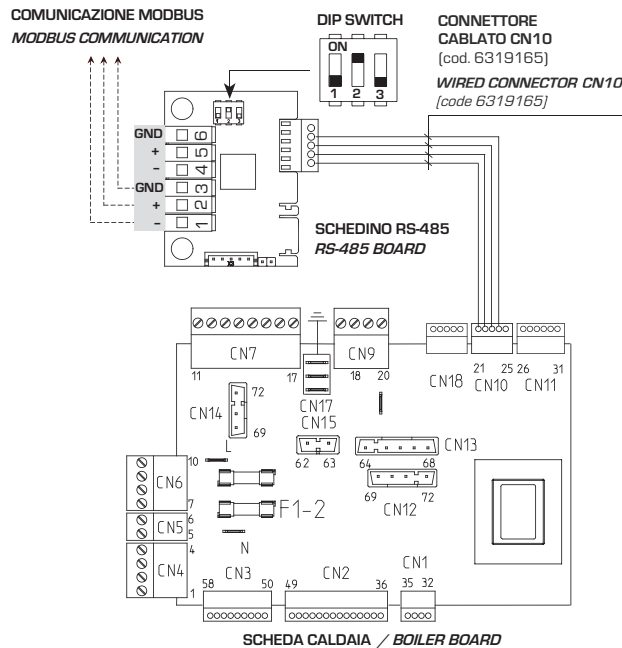 COMUNICAZIONE MODBUS
MODBUS COMMUNICATION
DIP SWITCH
ON
1 2 3
CONNETTORE
CABLATO CN10
(cod. 6319165)
WIRED CONNECTOR CN10
(code 6319165)
1 2 3
GND 6
+ 5
– 4
GND 3
+ 2
– 1
X3
SCHEDINO RS-485
RS-485 BOARD
CN7
11 17
CN9
18 20
CN17
CN18
21 25
CN10
26 31
CN11
CN14
72
69
CN15
62 63
CN13
64 68
CN12
69 72
L
F1-2
N
10
CN6
7
6
CN5
5
4
CN4
1
58 50
CN3
49 36
CN2
CN1
35 32
SCHEDA CALDAIA / BOILER BOARD